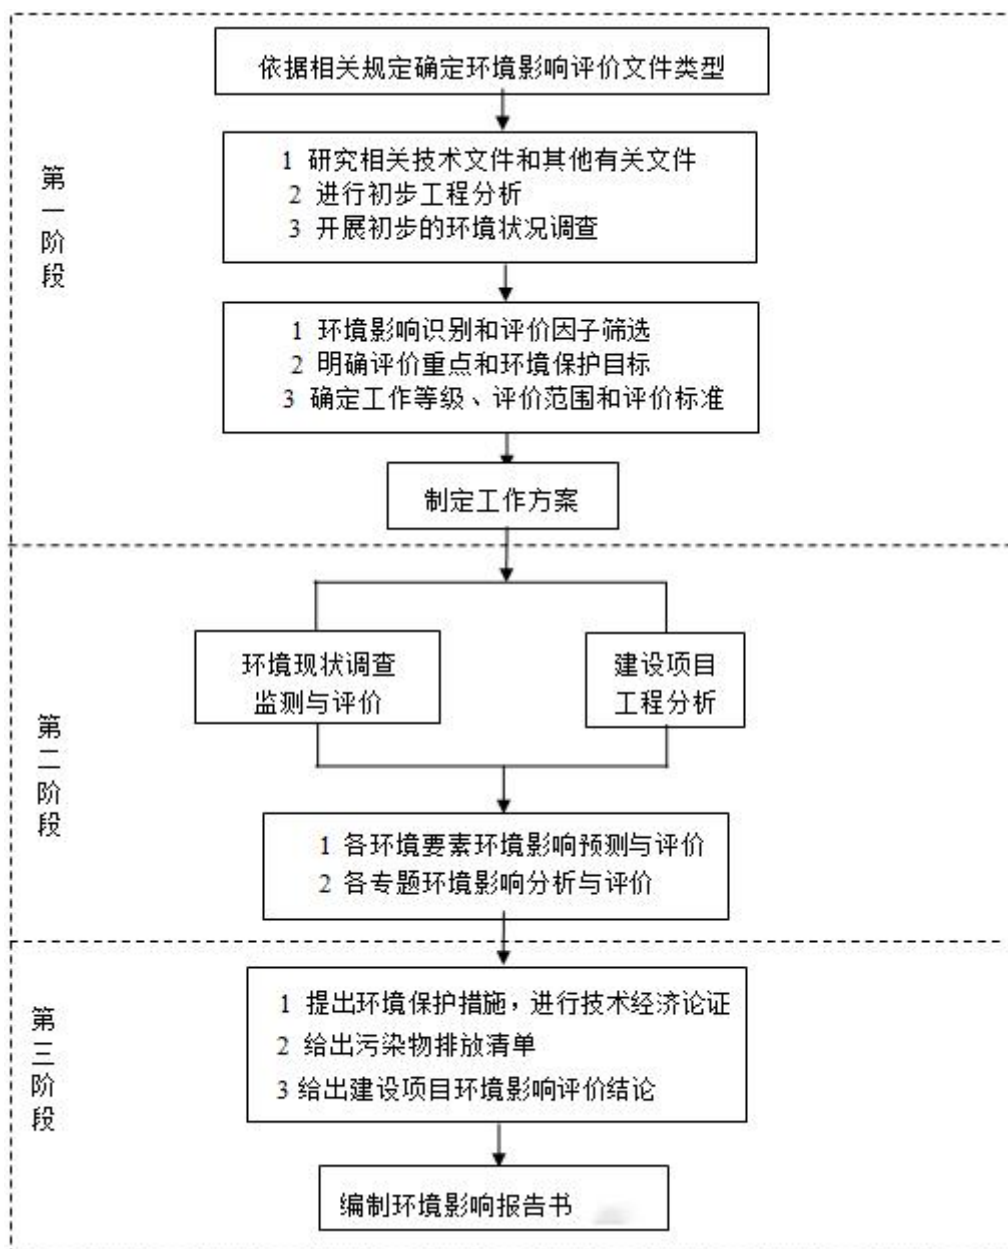 依据相关规定确定环境影响评价文件类型
第一阶段
1 研究相关技术文件和其他有关文件
2 进行初步工程分析
3 开展初步的环境状况调查
1 环境影响识别和评价因子筛选
2 明确评价重点和环境保护目标
3 确定工作等级、评价范围和评价标准
制定工作方案
第二阶段
环境现状调查
监测与评价
建设项目
工程分析
1 各环境要素环境影响预测与评价
2 各专题环境影响分析与评价
第三阶段
1 提出环境保护措施，进行技术经济论证
2 给出污染物排放清单
3 给出建设项目环境影响评价结论
编制环境影响报告书